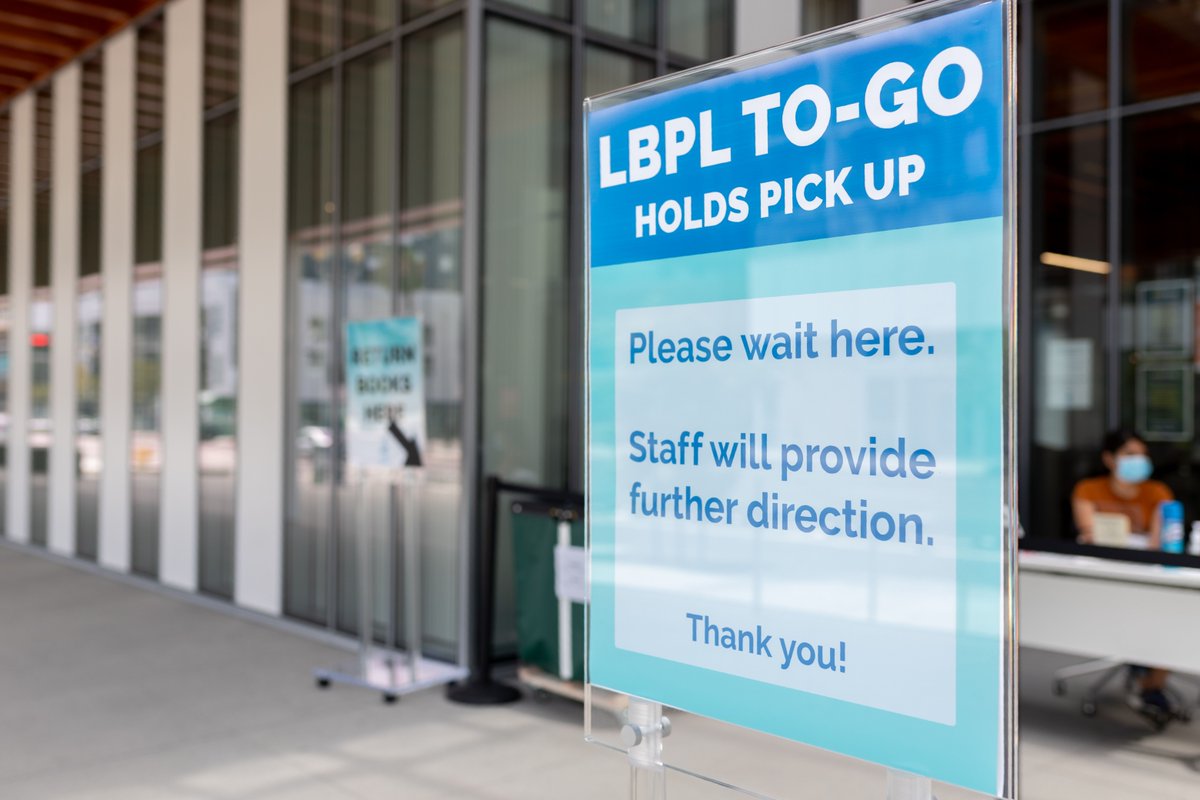 LBPL TO-GO
HOLDS PICK UP
Please wait here.
Staff will provide
further direction.
Thank you!
RETURN
BOOKS
HERE